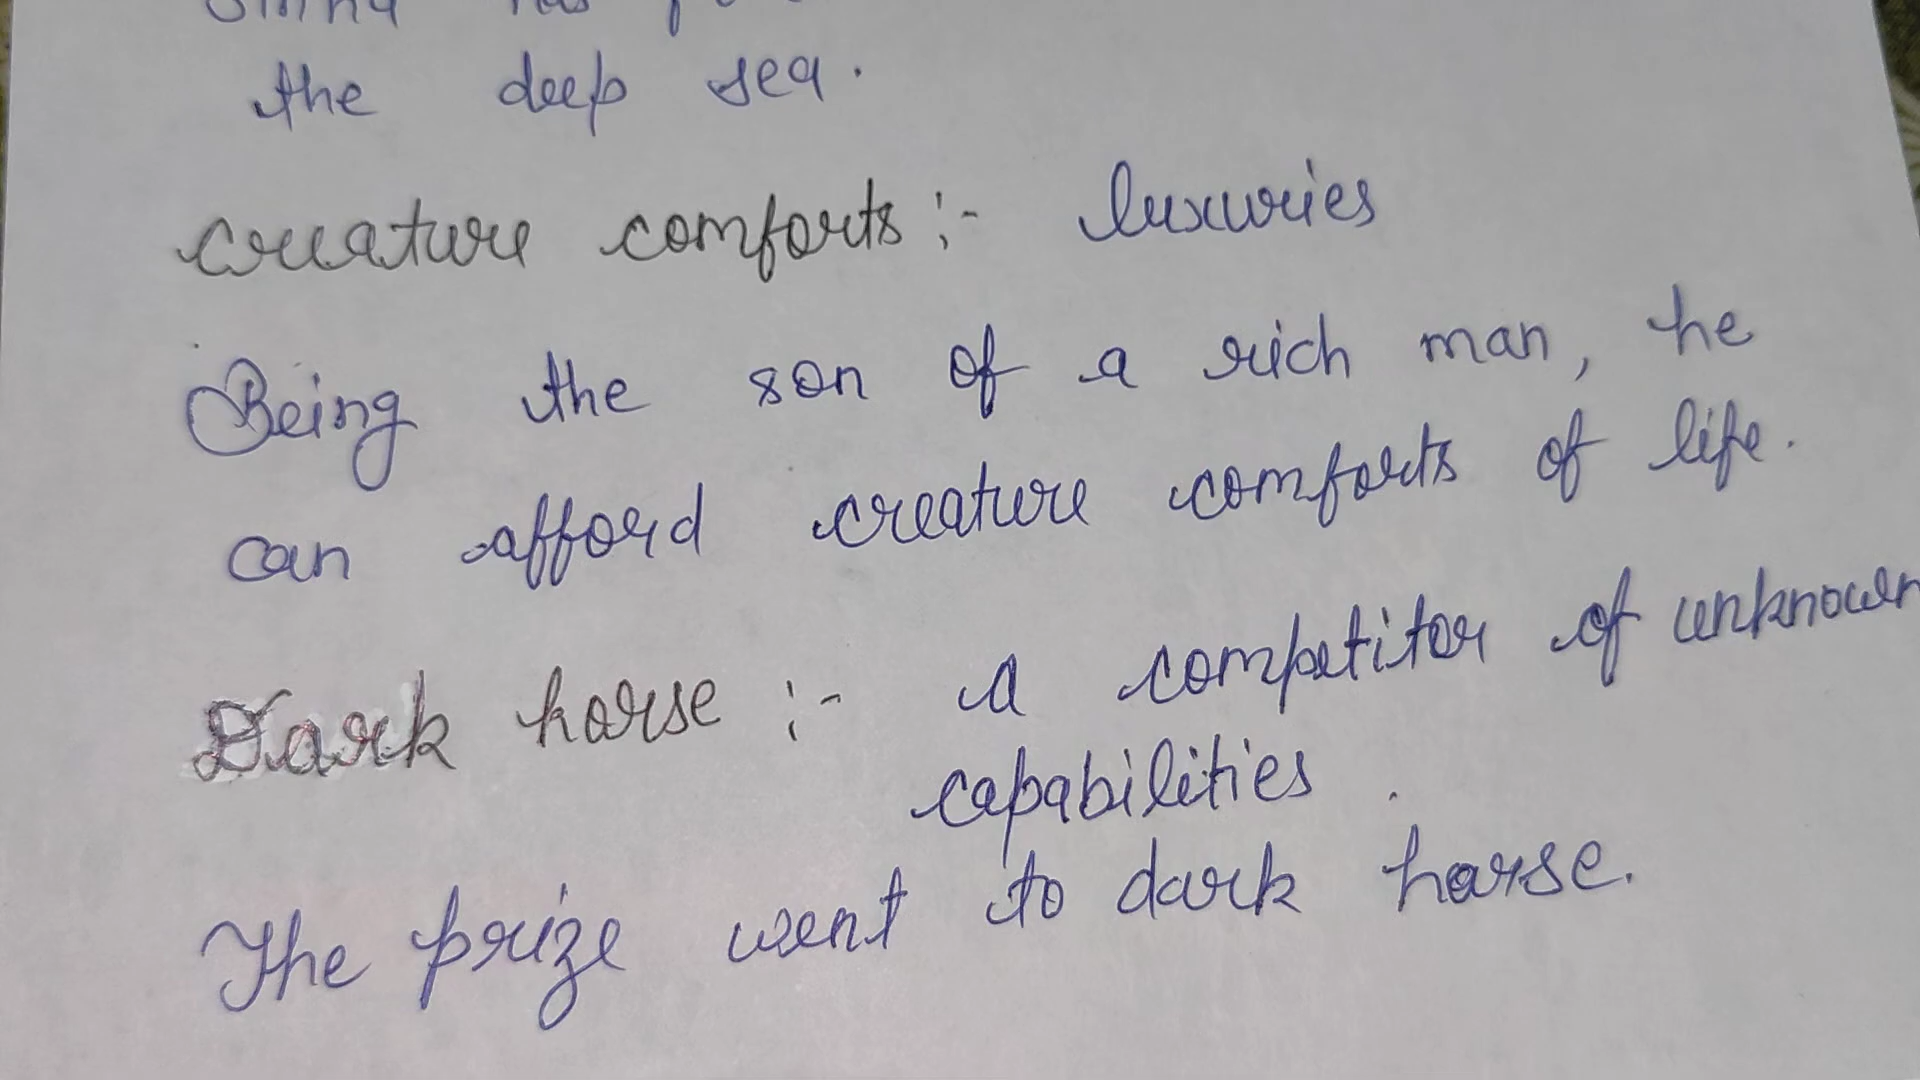 the deep sea.
creature comforts :- luxuries
Being the son of a rich man, he
can afford creature comforts of life.
Dark horse :- a competitor of unknown
capabilities.
The prize went to dark horse.